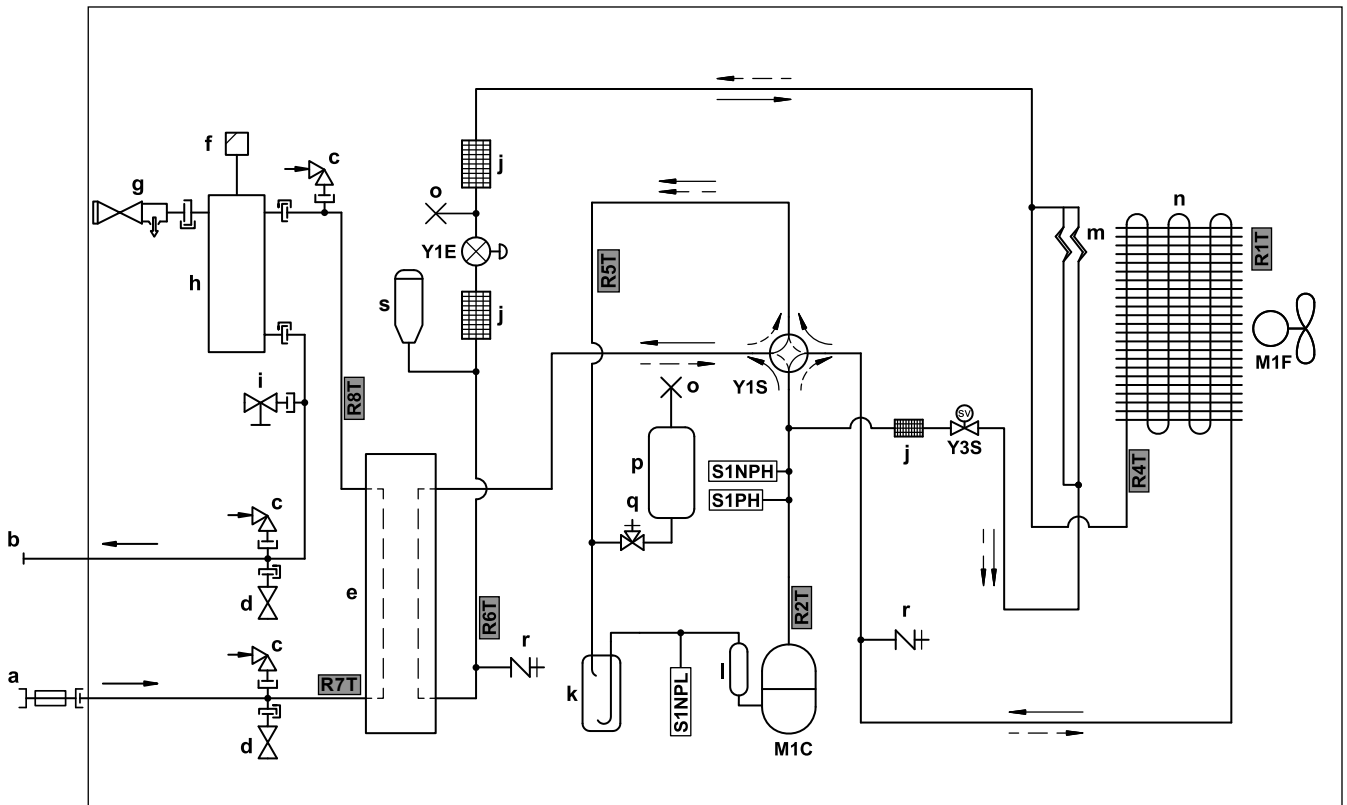 f
c
g
j
n
o
m
R1T
Y1E
R5T
h
s
j
M1F
i
R8T
Y1S
o
SV
p
j
Y3S
R4T
S1NPH
S1PH
q
c
b
e
d
R6T
r
R2T
r
c
a
R7T
k
S1NPL
l
d
M1C